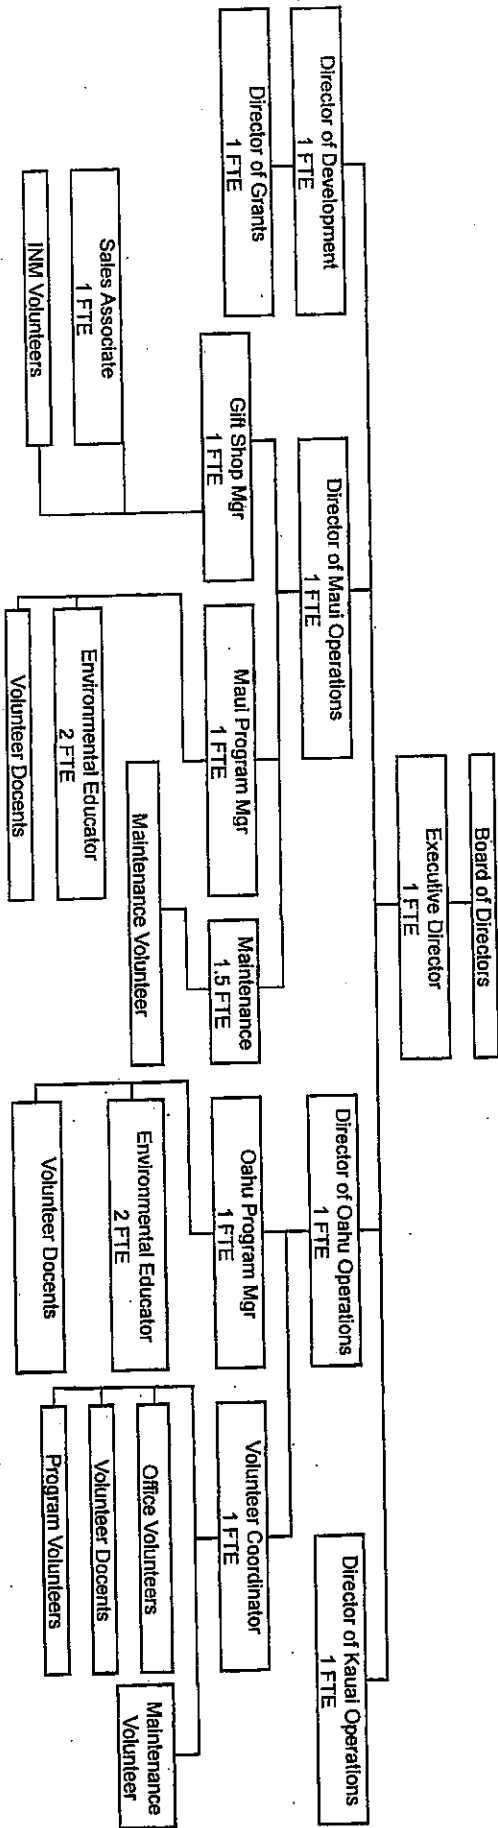 Board of Directors
Executive Director
1 FTE
Director of Development
1 FTE
Director of Maui Operations
1 FTE
Director of Oahu Operations
1 FTE
Director of Kauai Operations
1 FTE
Director of Grants
1 FTE
Gift Shop Mgr
1 FTE
Maui Program Mgr
1 FTE
Maintenance
1.5 FTE
Oahu Program Mgr
1 FTE
Volunteer Coordinator
1 FTE
Sales Associate
1 FTE
INM Volunteers
Environmental Educator
2 FTE
Volunteer Docents
Maintenance Volunteer
Environmental Educator
2 FTE
Volunteer Docents
Office Volunteers
Volunteer Docents
Program Volunteers
Maintenance
Volunteer